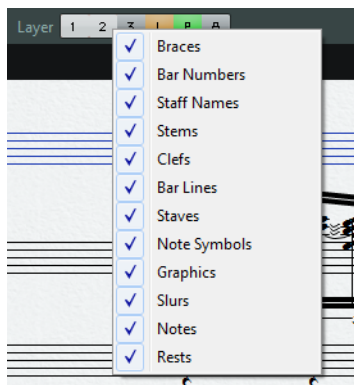 Layer 1 2 3 L P A
Braces
Bar Numbers
Staff Names
Stems
Clefs
Bar Lines
Staves
Note Symbols
Graphics
Slurs
Notes
Rests